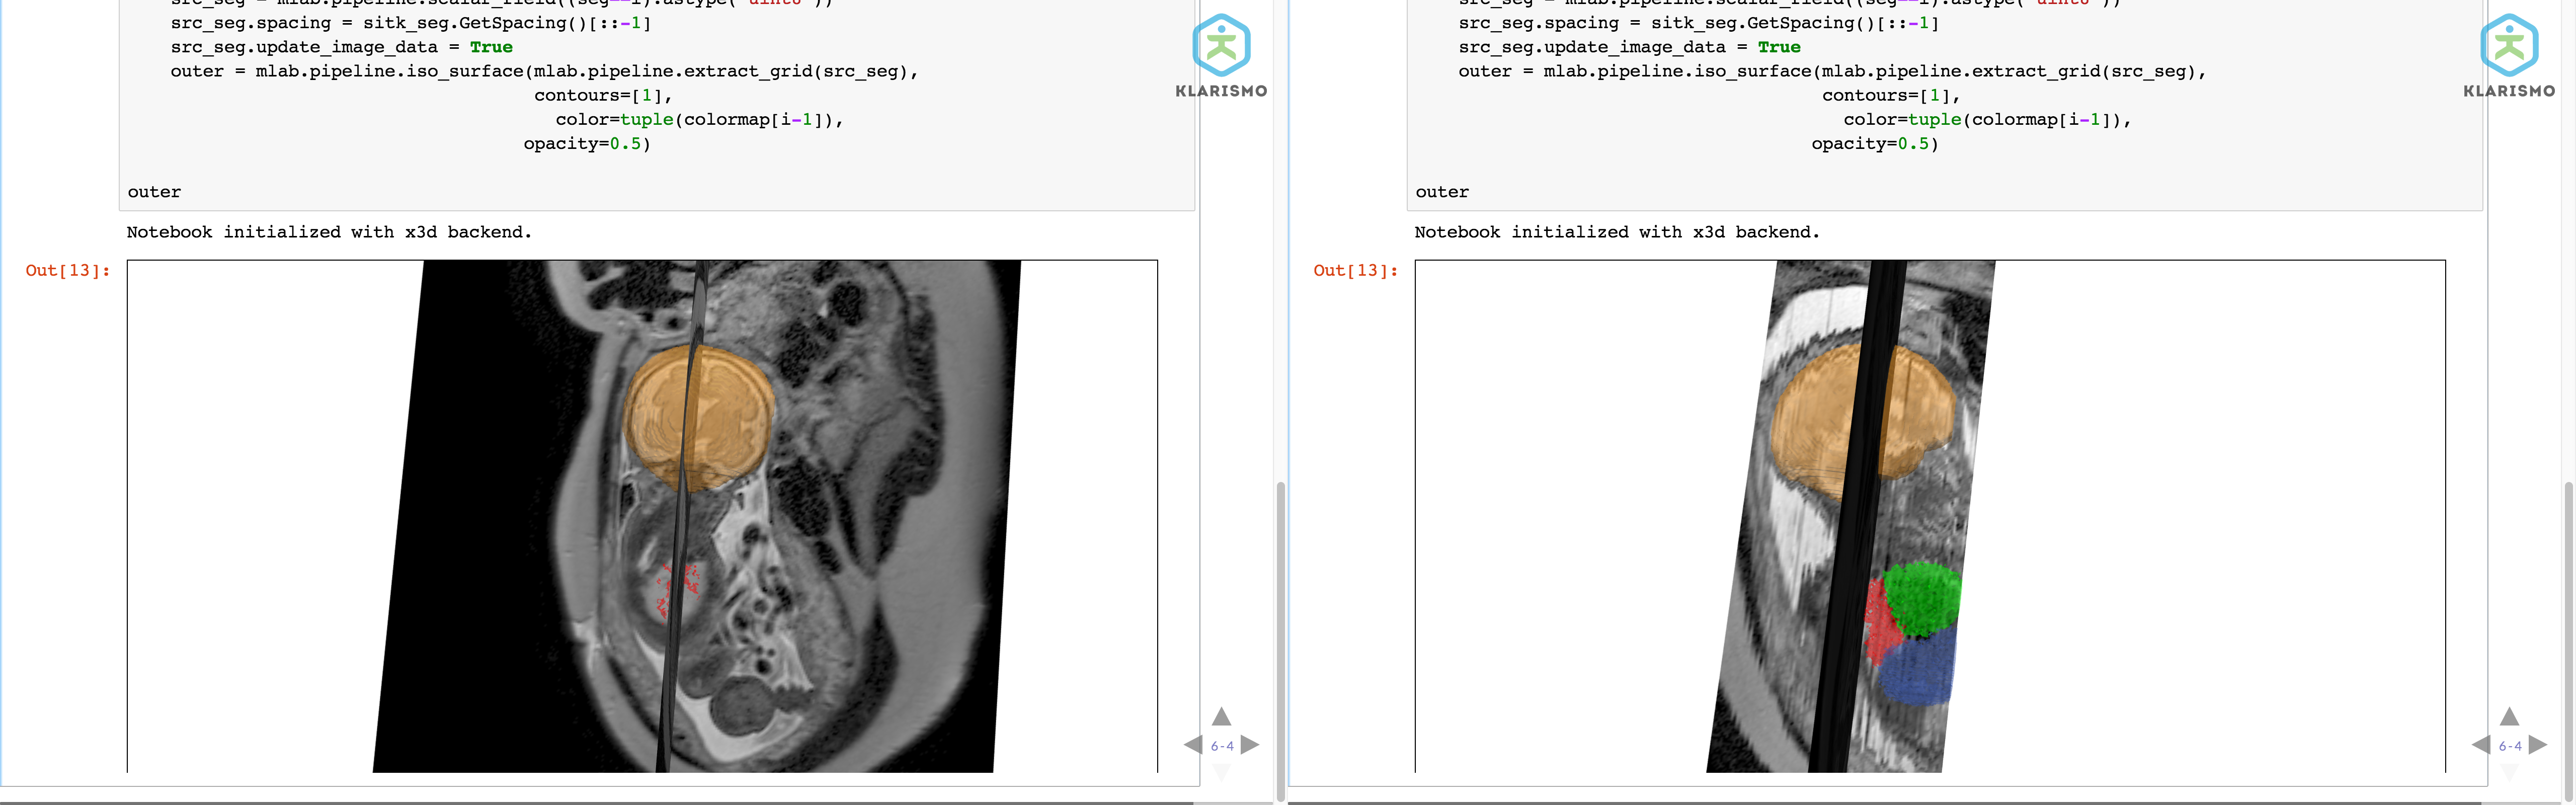 src_seg = mlab.pipeline.scalar_field((seg==i).astype("uint8"))
src_seg.spacing = sitk_seg.GetSpacing()[::-1]
src_seg.update_image_data = True
outer = mlab.pipeline.iso_surface(mlab.pipeline.extract_grid(src_seg),
contours=[1],
color=tuple(colormap[i-1]),
opacity=0.5)
outer
Notebook initialized with x3d backend.
Out[13]:
KLARISMO
6-4
src_seg = mlab.pipeline.scalar_field((seg==i).astype("uint8"))
src_seg.spacing = sitk_seg.GetSpacing()[::-1]
src_seg.update_image_data = True
outer = mlab.pipeline.iso_surface(mlab.pipeline.extract_grid(src_seg),
contours=[1],
color=tuple(colormap[i-1]),
opacity=0.5)
outer
Notebook initialized with x3d backend.
Out[13]:
KLARISMO
6-4